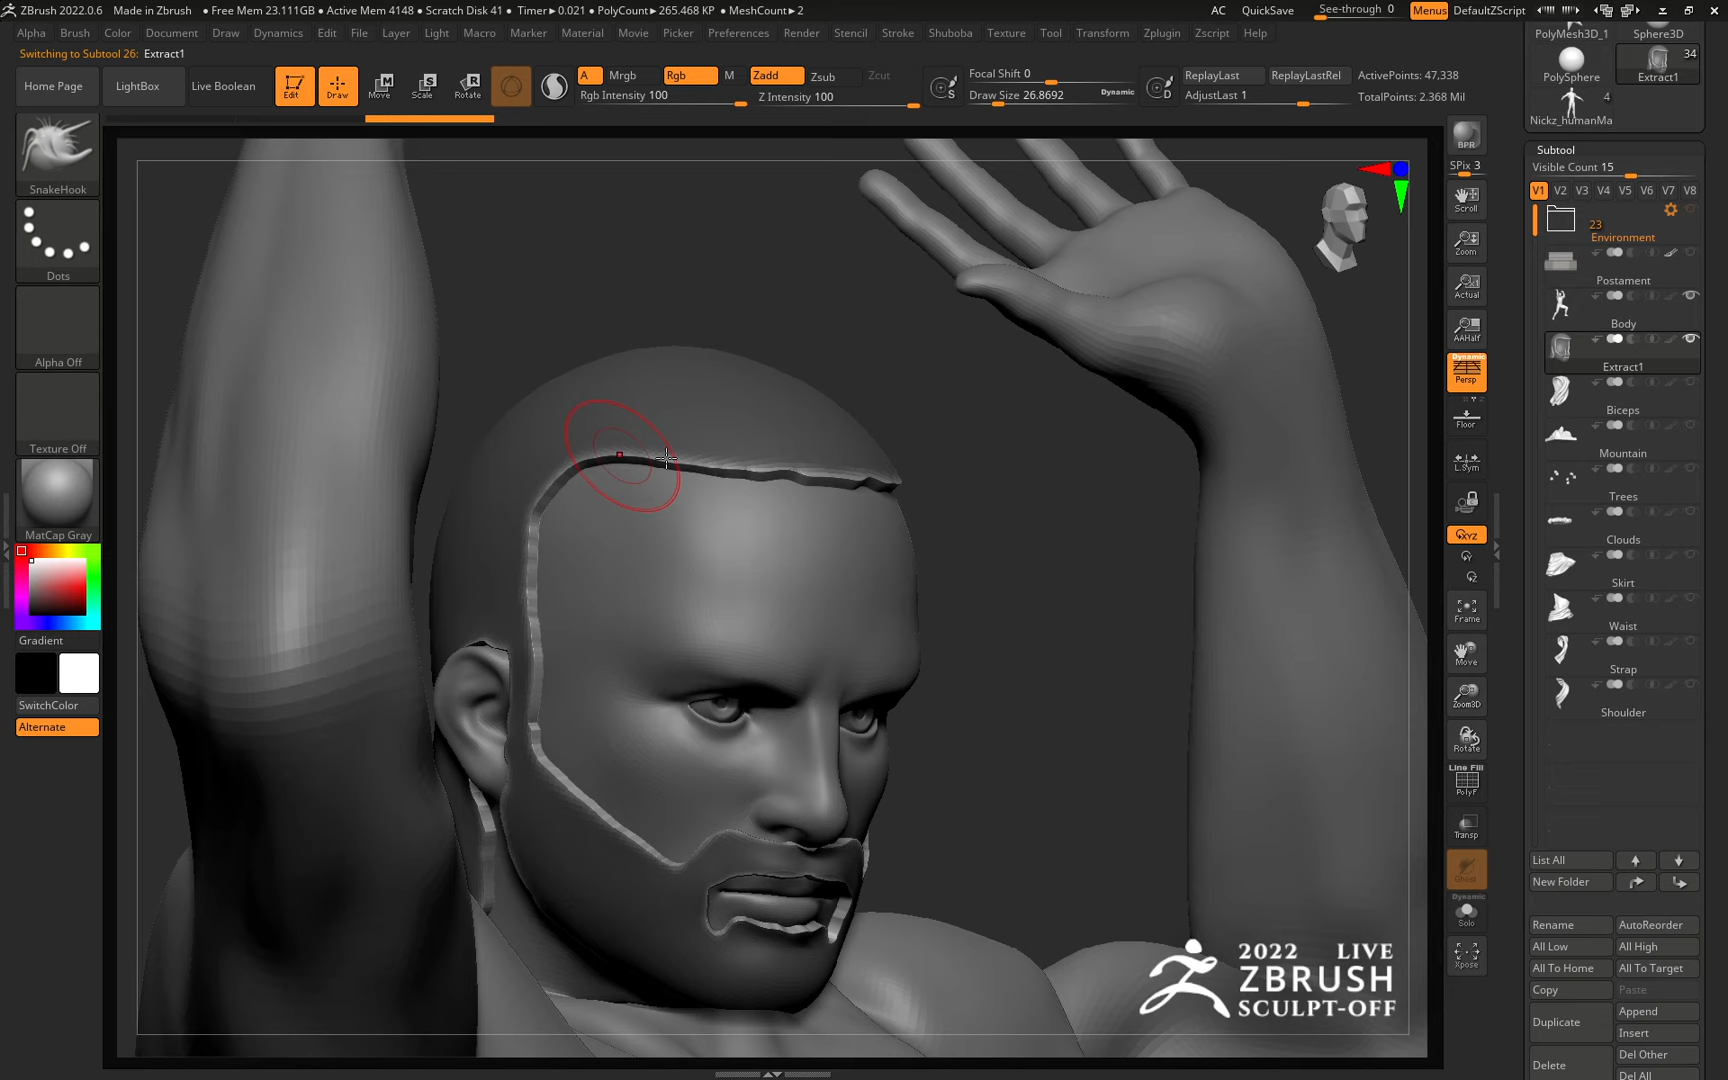 ZBrush 2022.0.6 Made in Zbrush • Free Mem 23.111GB • Active Mem 4148 • Scratch Disk 41 • Timer▸0.021 • PolyCount▸265.468 KP • MeshCount▸2
AC QuickSave See-through 0 Menus DefaultZScript
Alpha Brush Color Document Draw Dynamics Edit File Layer Light Macro Marker Material Movie Picker Preferences Render Stencil Stroke Shuboba Texture Tool Transform Zplugin Zscript Help
Switching to Subtool 26: Extract1
Home Page
LightBox
Live Boolean
Edit
Draw
Move
Scale
Rotate
A Mrgb Rgb M Zadd Zsub Zcut
Rgb Intensity 100 Z Intensity 100
S
Focal Shift 0
Draw Size 26.8692 Dynamic
D
ReplayLast ReplayLastRel
AdjustLast 1
ActivePoints: 47,338
TotalPoints: 2.368 Mil
PolyMesh3D_1 Sphere3D
34
PolySphere Extract1
4
Nickz_humanMa
SnakeHook
Dots
Alpha Off
Texture Off
MatCap Gray
Gradient
SwitchColor
Alternate
BPR
SPix 3
Scroll
Zoom
Actual
AAHalf
Dynamic
Persp
Floor
L.Sym
XYZ
Y
Z
Frame
Move
Zoom3D
Rotate
Line Fill
PolyF
Transp
Ghost
Dynamic
Solo
Xpose
Subtool
Visible Count 15
V1 V2 V3 V4 V5 V6 V7 V8
23
Environment
Postament
Body
Extract1
Biceps
Mountain
Trees
Clouds
Skirt
Waist
Strap
Shoulder
List All
New Folder
Rename AutoReorder
All Low All High
All To Home All To Target
Copy Paste
Duplicate Append
Insert
Delete Del Other
Del All
2022 LIVE
ZBRUSH
SCULPT-OFF